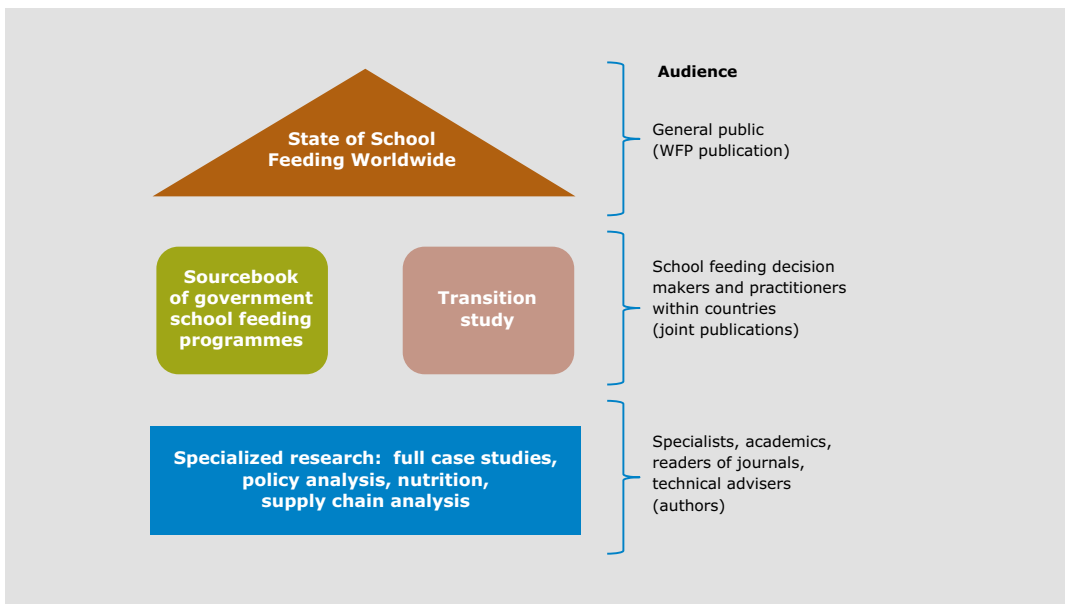 Audience
State of School
Feeding Worldwide
General public
(WFP publication)
Sourcebook
of government
school feeding
programmes
Transition
study
School feeding decision
makers and practitioners
within countries
(joint publications)
Specialized research:  full case studies,
policy analysis, nutrition,
supply chain analysis
Specialists, academics,
readers of journals,
technical advisers
(authors)